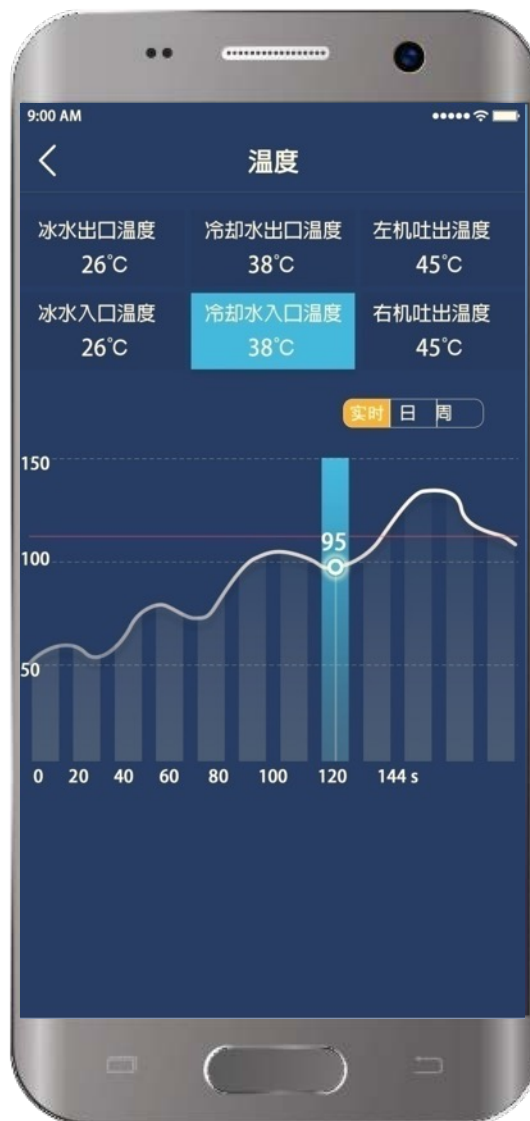 9:00 AM
温度
冰水出口温度 冷却水出口温度 左机吐出温度
26℃ 38℃ 45℃
冰水入口温度 冷却水入口温度 右机吐出温度
26℃ 38℃ 45℃
实时 日 周
150
95
100
50
0 20 40 60 80 100 120 144 s